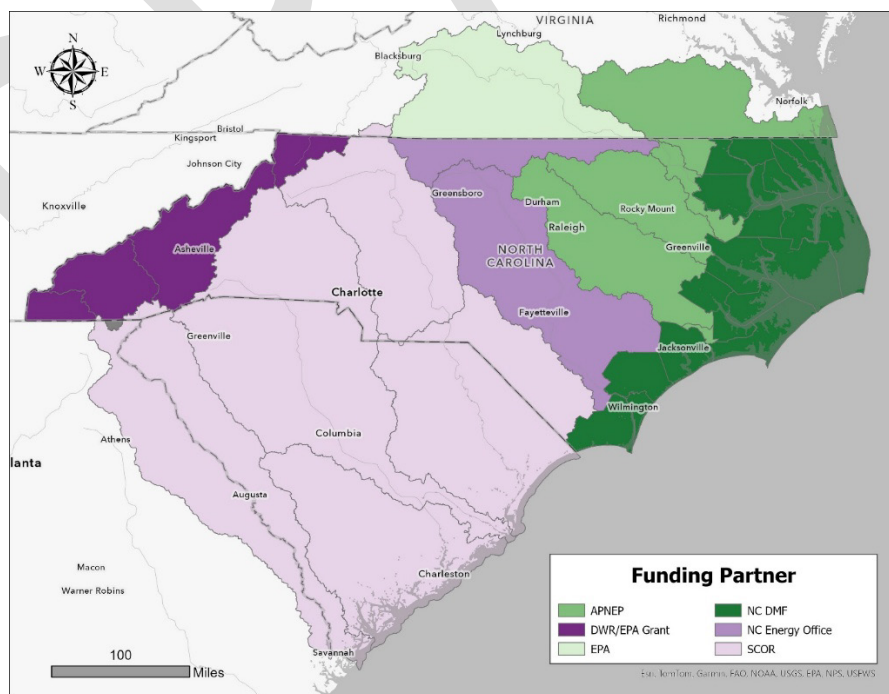 VIRGINIA
Richmond
Lynchburg
Blacksburg
N
W E
S
Norfolk
Bristol
Kingsport
Johnson City
Greensboro
Durham
Rocky Mount
Knoxville
Raleigh
Asheville
NORTH
CAROLINA
Greenville
Charlotte
Fayetteville
Greenville
Jacksonville
Wilmington
Athens
Columbia
lanta
Augusta
Macon
Charleston
Warner Robins
Savannah
Funding Partner
APNEP
NC DMF
DWR/EPA Grant
NC Energy Office
EPA
SCOR
100
Miles
Esri, TomTom, Garmin, FAO, NOAA, USGS, EPA, NPS, USFWS